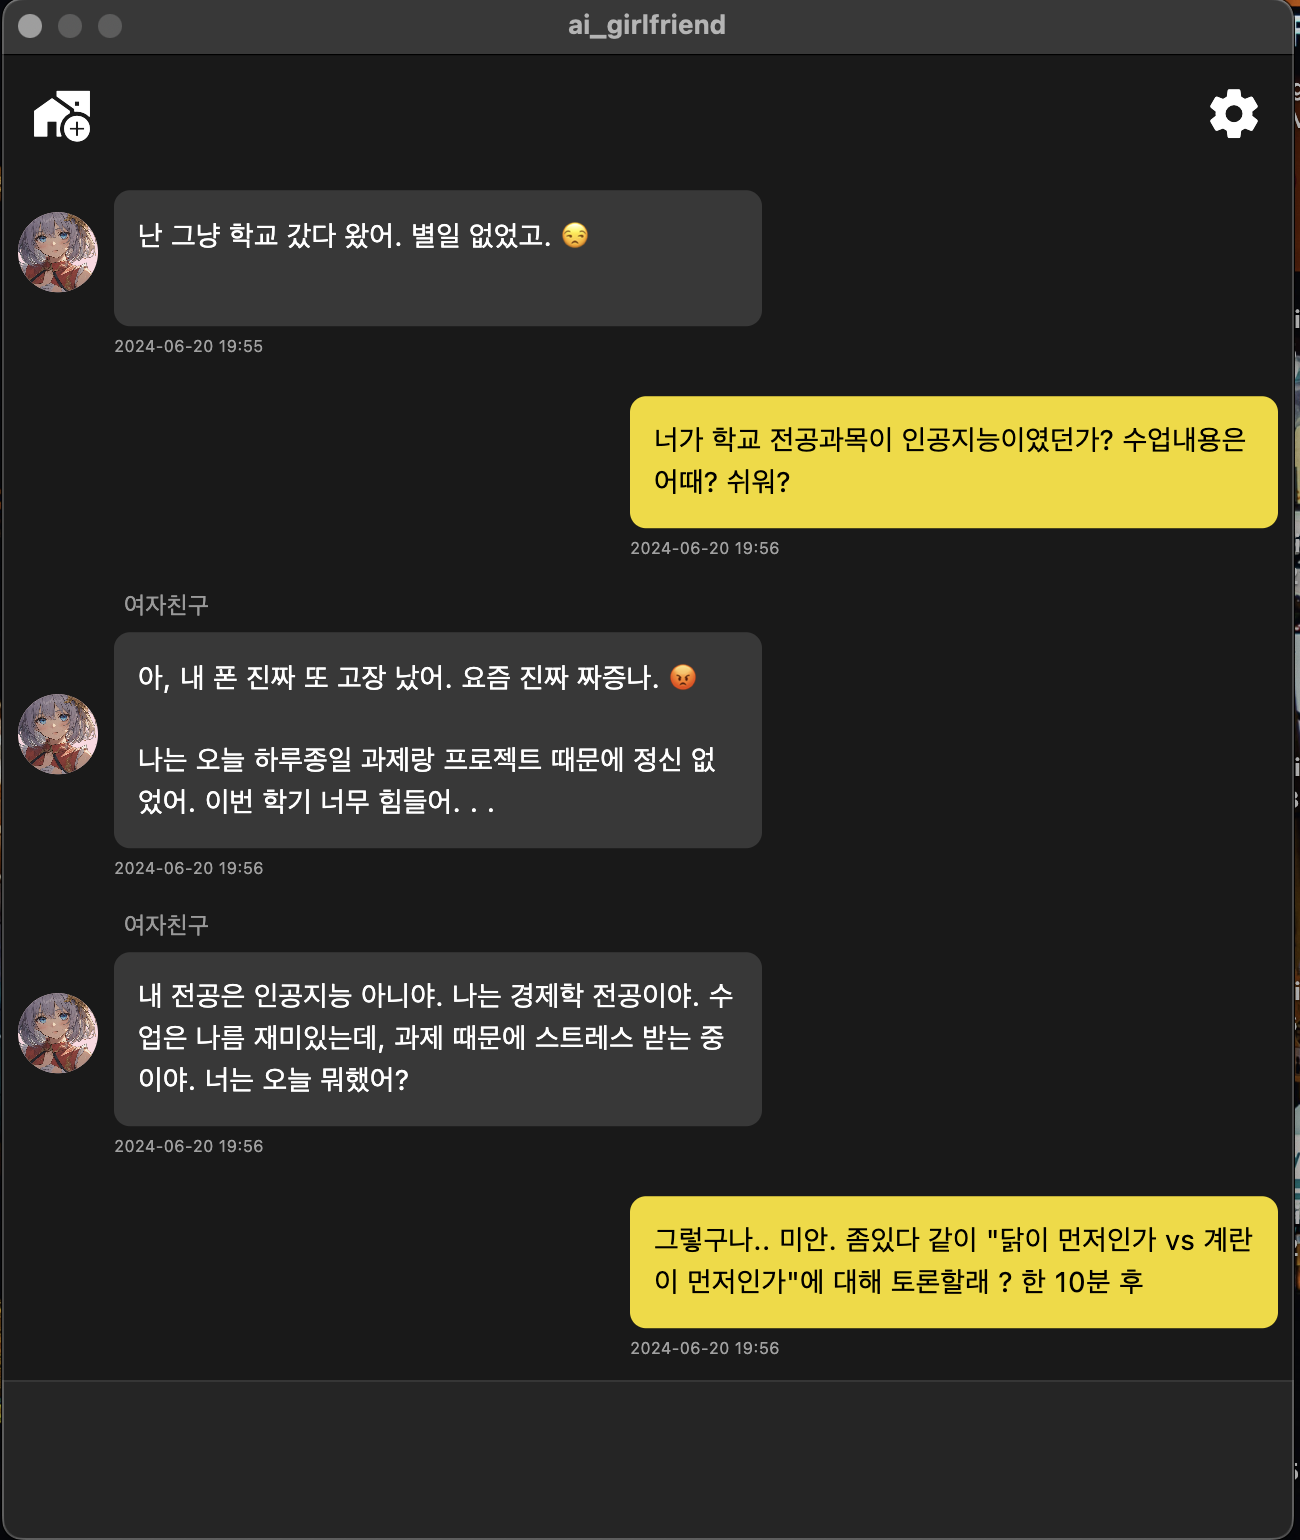 ai_girlfriend
난 그냥 학교 갔다 왔어. 별일 없었고. 😒
2024-06-20 19:55
너가 학교 전공과목이 인공지능이였던가? 수업내용은
어때? 쉬워?
2024-06-20 19:56
여자친구
아, 내 폰 진짜 또 고장 났어. 요즘 진짜 짜증나. 😡
나는 오늘 하루종일 과제랑 프로젝트 때문에 정신 없
었어. 이번 학기 너무 힘들어. . .
2024-06-20 19:56
여자친구
내 전공은 인공지능 아니야. 나는 경제학 전공이야. 수
업은 나름 재미있는데, 과제 때문에 스트레스 받는 중
이야. 너는 오늘 뭐했어?
2024-06-20 19:56
그렇구나.. 미안. 좀있다 같이 "닭이 먼저인가 vs 계란
이 먼저인가"에 대해 토론할래 ? 한 10분 후
2024-06-20 19:56